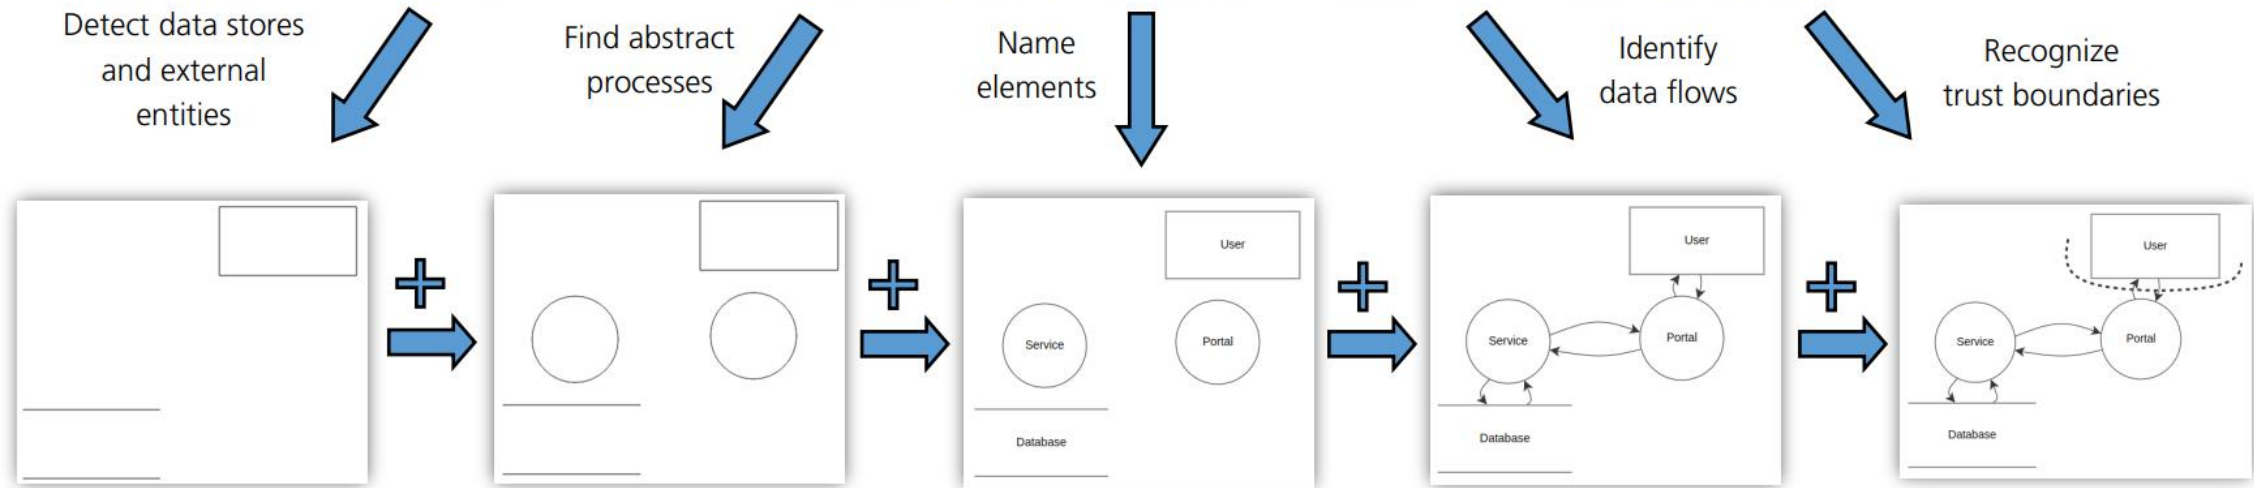 Detect data stores
and external
entities
Find abstract
processes
Name
elements
Identify
data flows
Recognize
trust boundaries
User
Service
Portal
Database
User
Service
Portal
Database
User
Service
Portal
Database